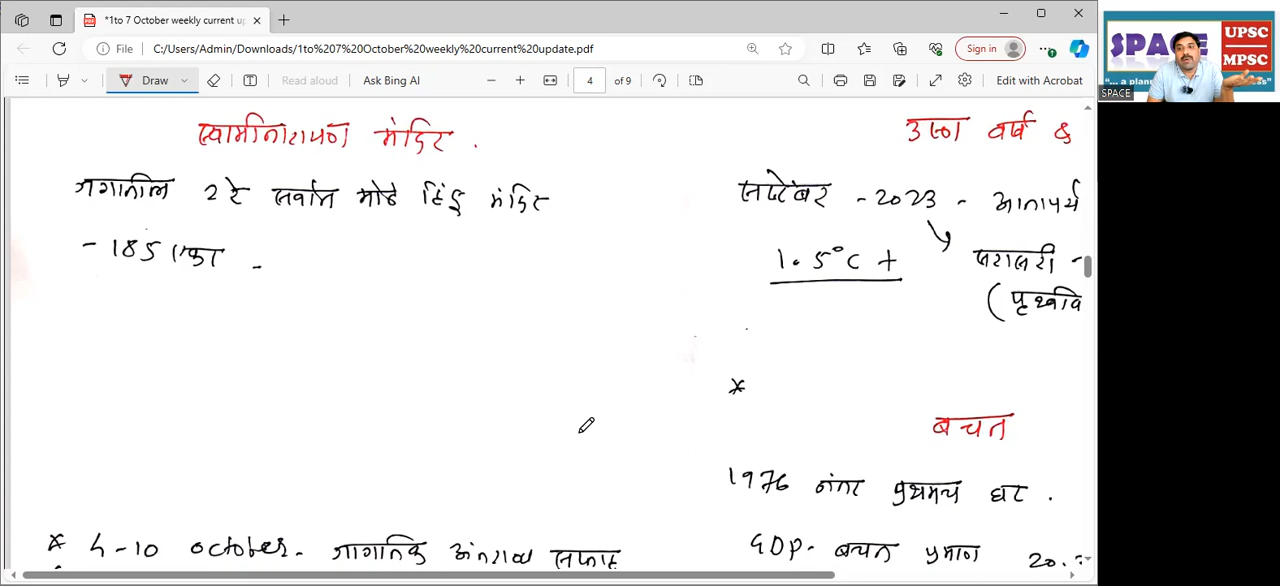 *1to 7 October weekly current up
File
C:/Users/Admin/Downloads/1to%207%20October%20weekly%20current%20update.pdf
Sign in
Draw
Read aloud
Ask Bing AI
4
of 9
Edit with Acrobat
SPACE
UPSC
MPSC
"... a plan
SPACE
स्वामीनारायण मंदिर .
जगातील 2 रे सर्वात मोठे हिंदू मंदिर
- 185 एकर -
* 4-10 October - जागतिक अंतराळ सप्ताह
उष्ण वर्ष &
सप्टेंबर - 2023 -
1.5°C +
सरासरी -
*
बचत
1976 नंतर प्रथमच घट .
GDP - बचत प्रमाण 20.